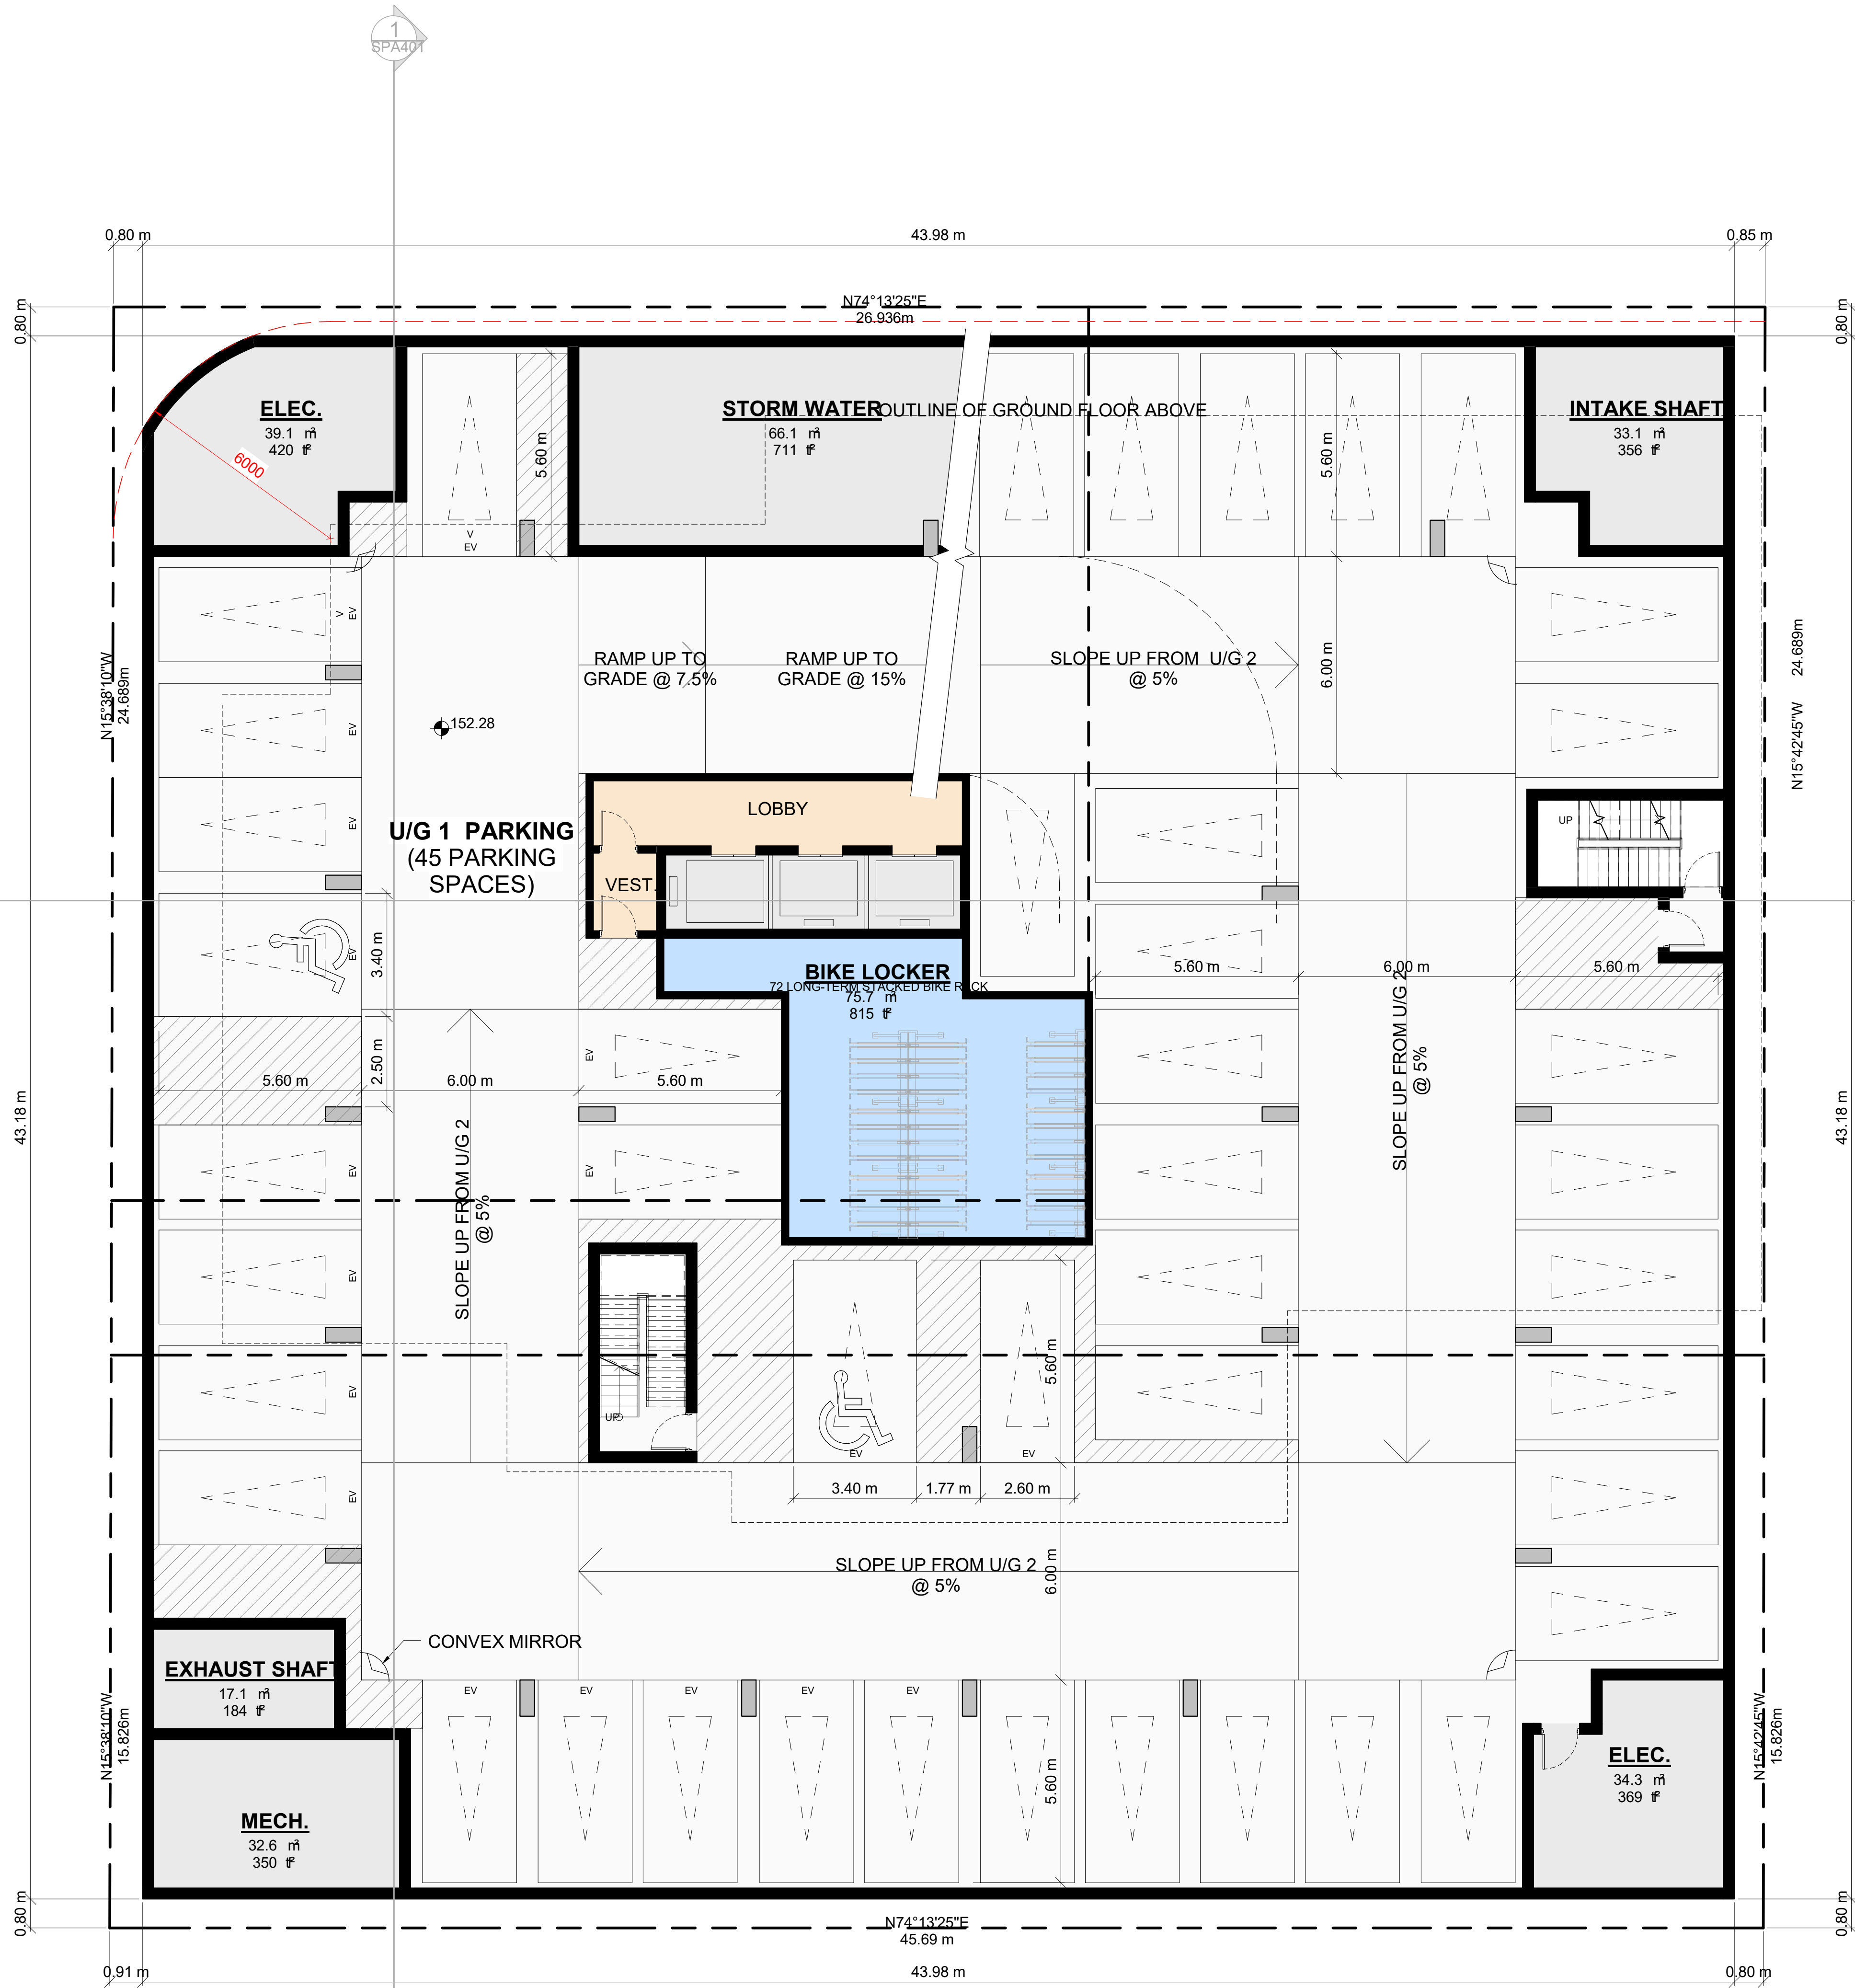 1
SPA401
0.80 m
43.98 m
0.85 m
0.80 m
0.80 m
N74°13'25"E
26.936m
ELEC.
39.1 m²
420 ft²
6000
5.60 m
V
EV
STORM WATER
66.1 m²
711 ft²
OUTLINE OF GROUND FLOOR ABOVE
5.60 m
INTAKE SHAFT
33.1 m²
356 ft²
V
EV
N15°38'10"W
24.689m
RAMP UP TO
GRADE @ 7.5%
RAMP UP TO
GRADE @ 15%
SLOPE UP FROM U/G 2
@ 5%
6.00 m
N15°42'45"W
24.689m
EV
152.28
EV
U/G 1 PARKING
(45 PARKING
SPACES)
LOBBY
VEST.
UP
EV
3.40 m
BIKE LOCKER
72 LONG-TERM STACKED BIKE RACK
75.7 m²
815 ft²
5.60 m
6.00 m
5.60 m
SLOPE UP FROM U/G 2
@ 5%
2.50 m
5.60 m
6.00 m
5.60 m
EV
43.18 m
43.18 m
SLOPE UP FROM U/G 2
@ 5%
EV
EV
EV
EV
EV
UP
5.60 m
EV
EV
3.40 m
1.77 m
2.60 m
SLOPE UP FROM U/G 2
@ 5%
6.00 m
CONVEX MIRROR
EXHAUST SHAFT
17.1 m²
184 ft²
EV
EV
EV
EV
EV
N15°38'10"W
15.826m
5.60 m
N15°42'45"W
15.826m
ELEC.
34.3 m²
369 ft²
MECH.
32.6 m²
350 ft²
0.80 m
0.80 m
N74°13'25"E
45.69 m
0.91 m
43.98 m
0.80 m